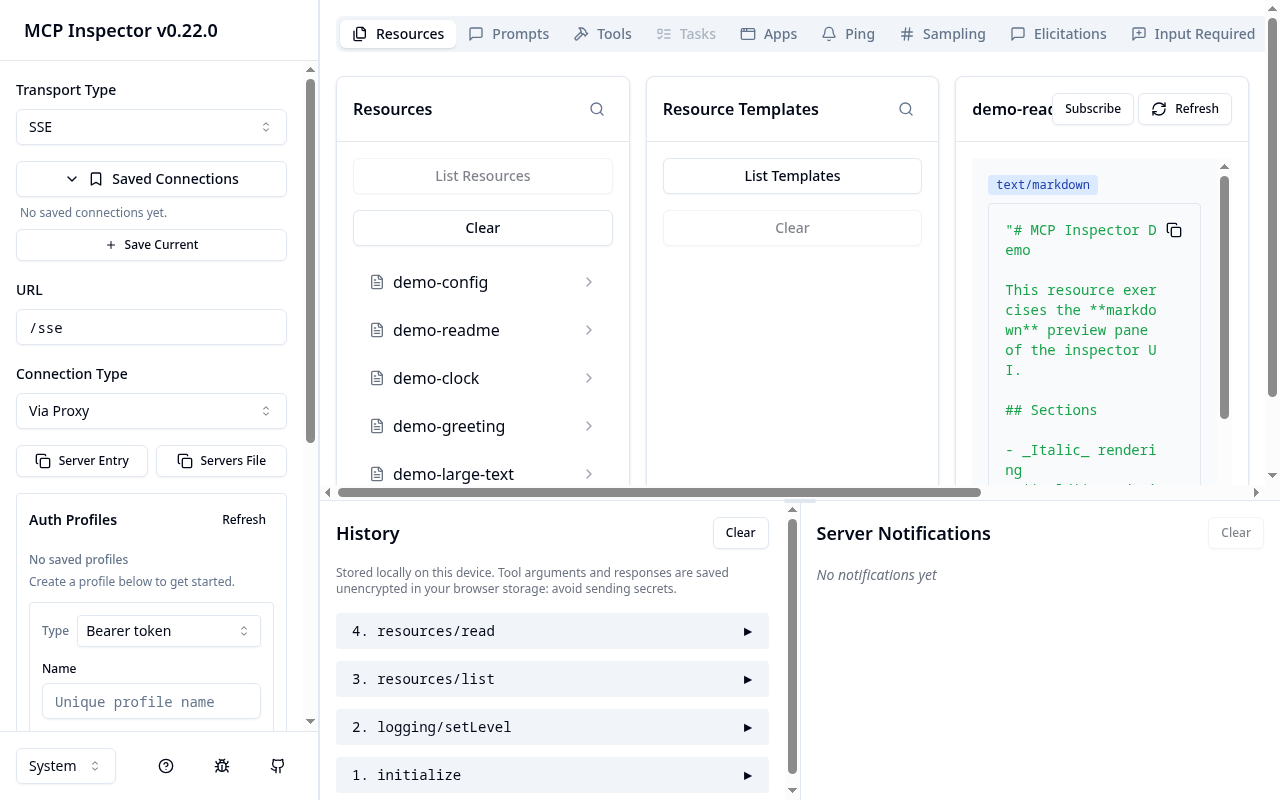 MCP Inspector v0.22.0
Transport Type
SSE
Saved Connections
No saved connections yet.
Save Current
URL
/sse
Connection Type
Via Proxy
Server Entry
Servers File
Auth Profiles
Refresh
No saved profiles
Create a profile below to get started.
Type
Bearer token
Name
Unique profile name
System
Resources
Prompts
Tools
Tasks
Apps
Ping
Sampling
Elicitations
Input Required
Resources
List Resources
Clear
demo-config
demo-readme
demo-clock
demo-greeting
demo-large-text
Resource Templates
List Templates
Clear
demo-read
Subscribe
Refresh
text/markdown
"# MCP Inspector D
emo
This resource exer
cises the **markdo
wn** preview pane
of the inspector U
I.
## Sections
- _Italic_ renderi
ng
History
Clear
Stored locally on this device. Tool arguments and responses are saved
unencrypted in your browser storage: avoid sending secrets.
4. resources/read
3. resources/list
2. logging/setLevel
1. initialize
Server Notifications
Clear
No notifications yet